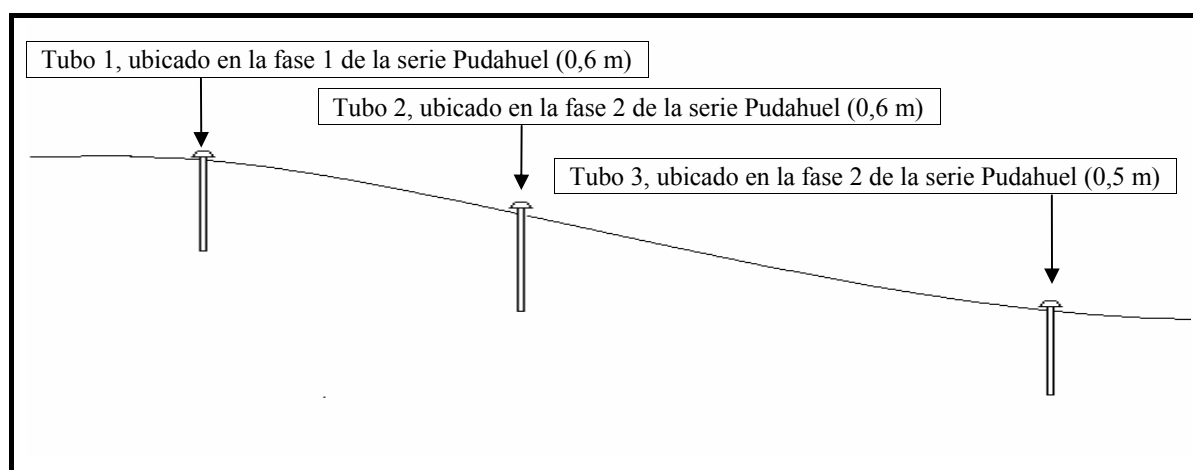 Tubo 1, ubicado en la fase 1 de la serie Pudahuel (0,6 m)
Tubo 2, ubicado en la fase 2 de la serie Pudahuel (0,6 m)
Tubo 3, ubicado en la fase 2 de la serie Pudahuel (0,5 m)